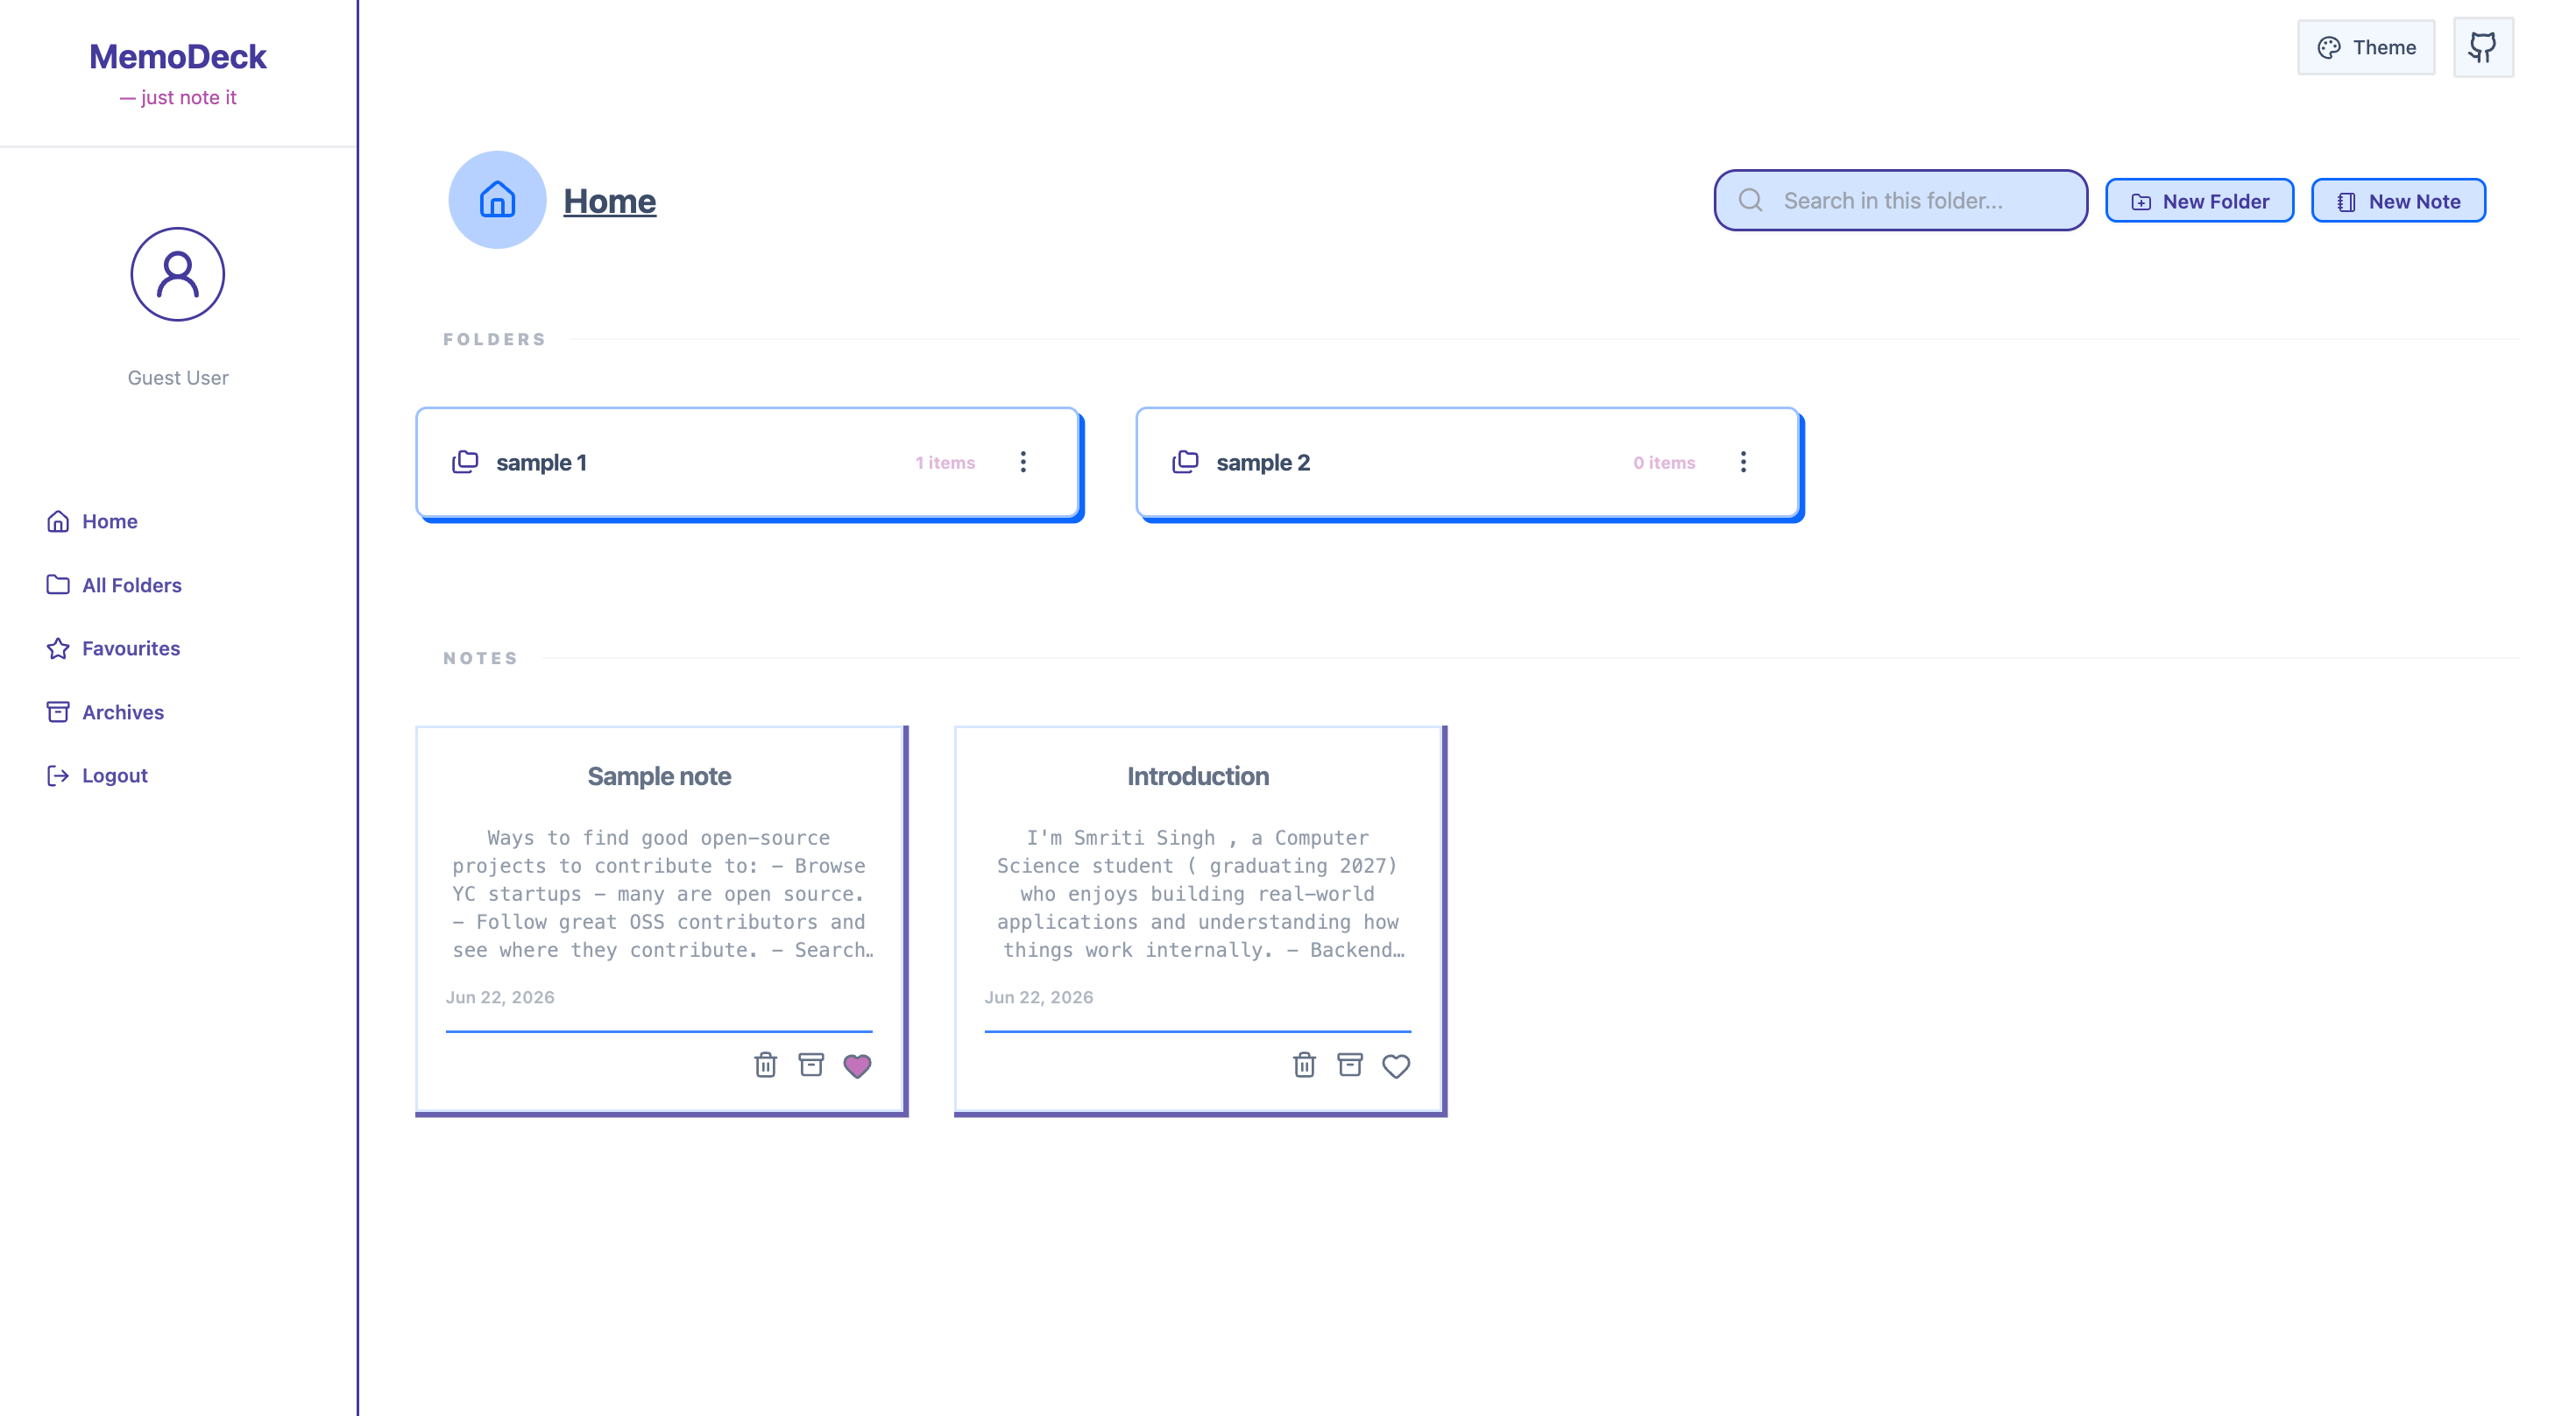 MemoDeck
— just note it
Guest User
Home
All Folders
Favourites
Archives
Logout
Theme
Home
Search in this folder...
New Folder
New Note
FOLDERS
sample 1
1 items
sample 2
0 items
NOTES
Sample note
Ways to find good open-source
projects to contribute to: – Browse
YC startups – many are open source.
– Follow great OSS contributors and
see where they contribute. – Search…
Jun 22, 2026
Introduction
I'm Smriti Singh , a Computer
Science student ( graduating 2027)
who enjoys building real-world
applications and understanding how
things work internally. – Backend…
Jun 22, 2026